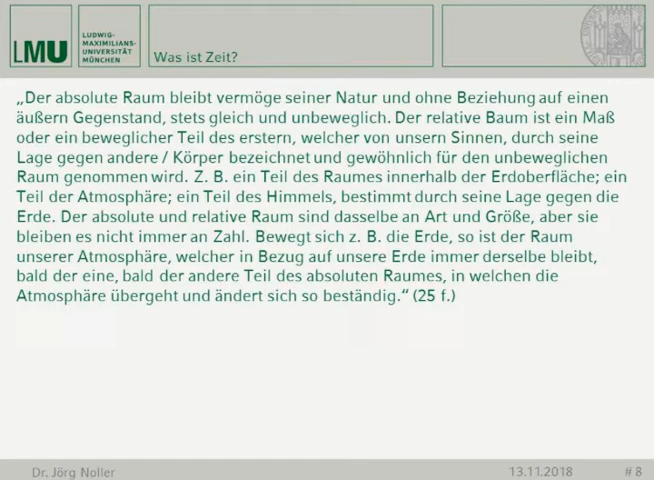 LMU
LUDWIG-
MAXIMILIANS-
UNIVERSITÄT
MÜNCHEN
Was ist Zeit?
„Der absolute Raum bleibt vermöge seiner Natur und ohne Beziehung auf einen
äußern Gegenstand, stets gleich und unbeweglich. Der relative Baum ist ein Maß
oder ein beweglicher Teil des erstern, welcher von unsern Sinnen, durch seine
Lage gegen andere / Körper bezeichnet und gewöhnlich für den unbeweglichen
Raum genommen wird. Z. B. ein Teil des Raumes innerhalb der Erdoberfläche; ein
Teil der Atmosphäre; ein Teil des Himmels, bestimmt durch seine Lage gegen die
Erde. Der absolute und relative Raum sind dasselbe an Art und Größe, aber sie
bleiben es nicht immer an Zahl. Bewegt sich z. B. die Erde, so ist der Raum
unserer Atmosphäre, welcher in Bezug auf unsere Erde immer derselbe bleibt,
bald der eine, bald der andere Teil des absoluten Raumes, in welchen die
Atmosphäre übergeht und ändert sich so beständig.“ (25 f.)
Dr. Jörg Noller
13.11.2018
# 8